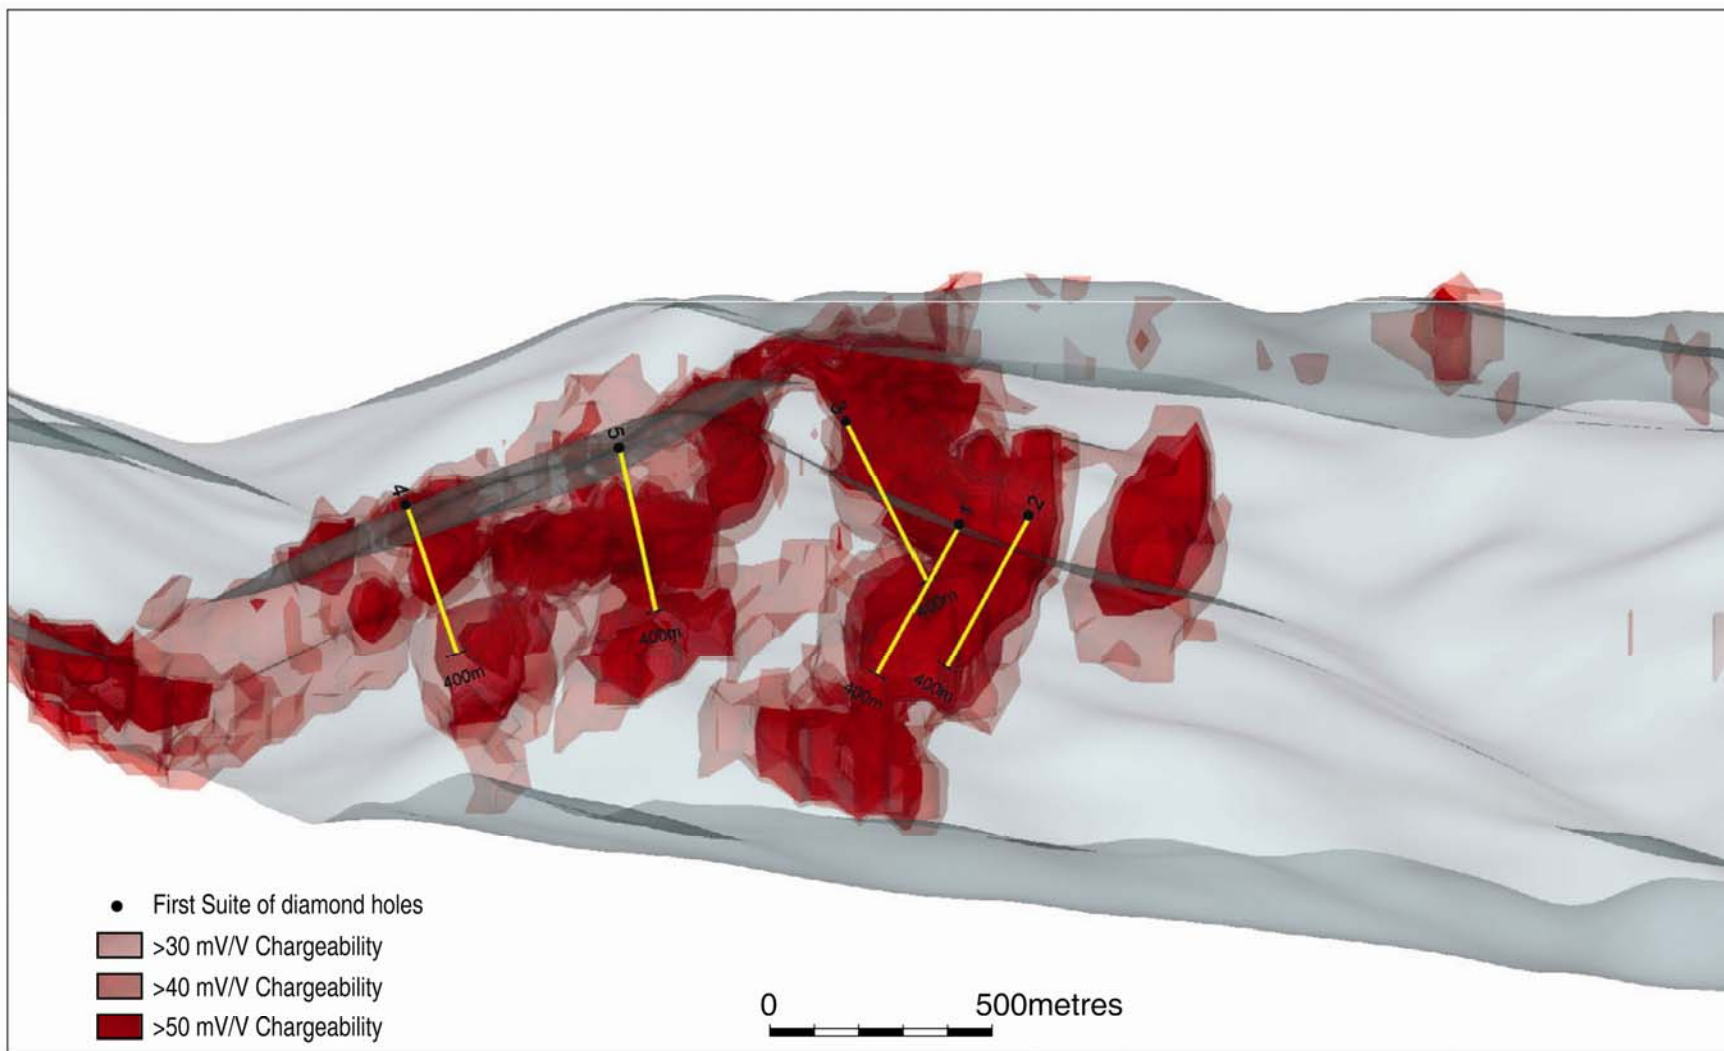 3
5
4
2
1
400m
400m
400m
400m
400m
First Suite of diamond holes
>30 mV/V Chargeability
>40 mV/V Chargeability
>50 mV/V Chargeability
0 500metres